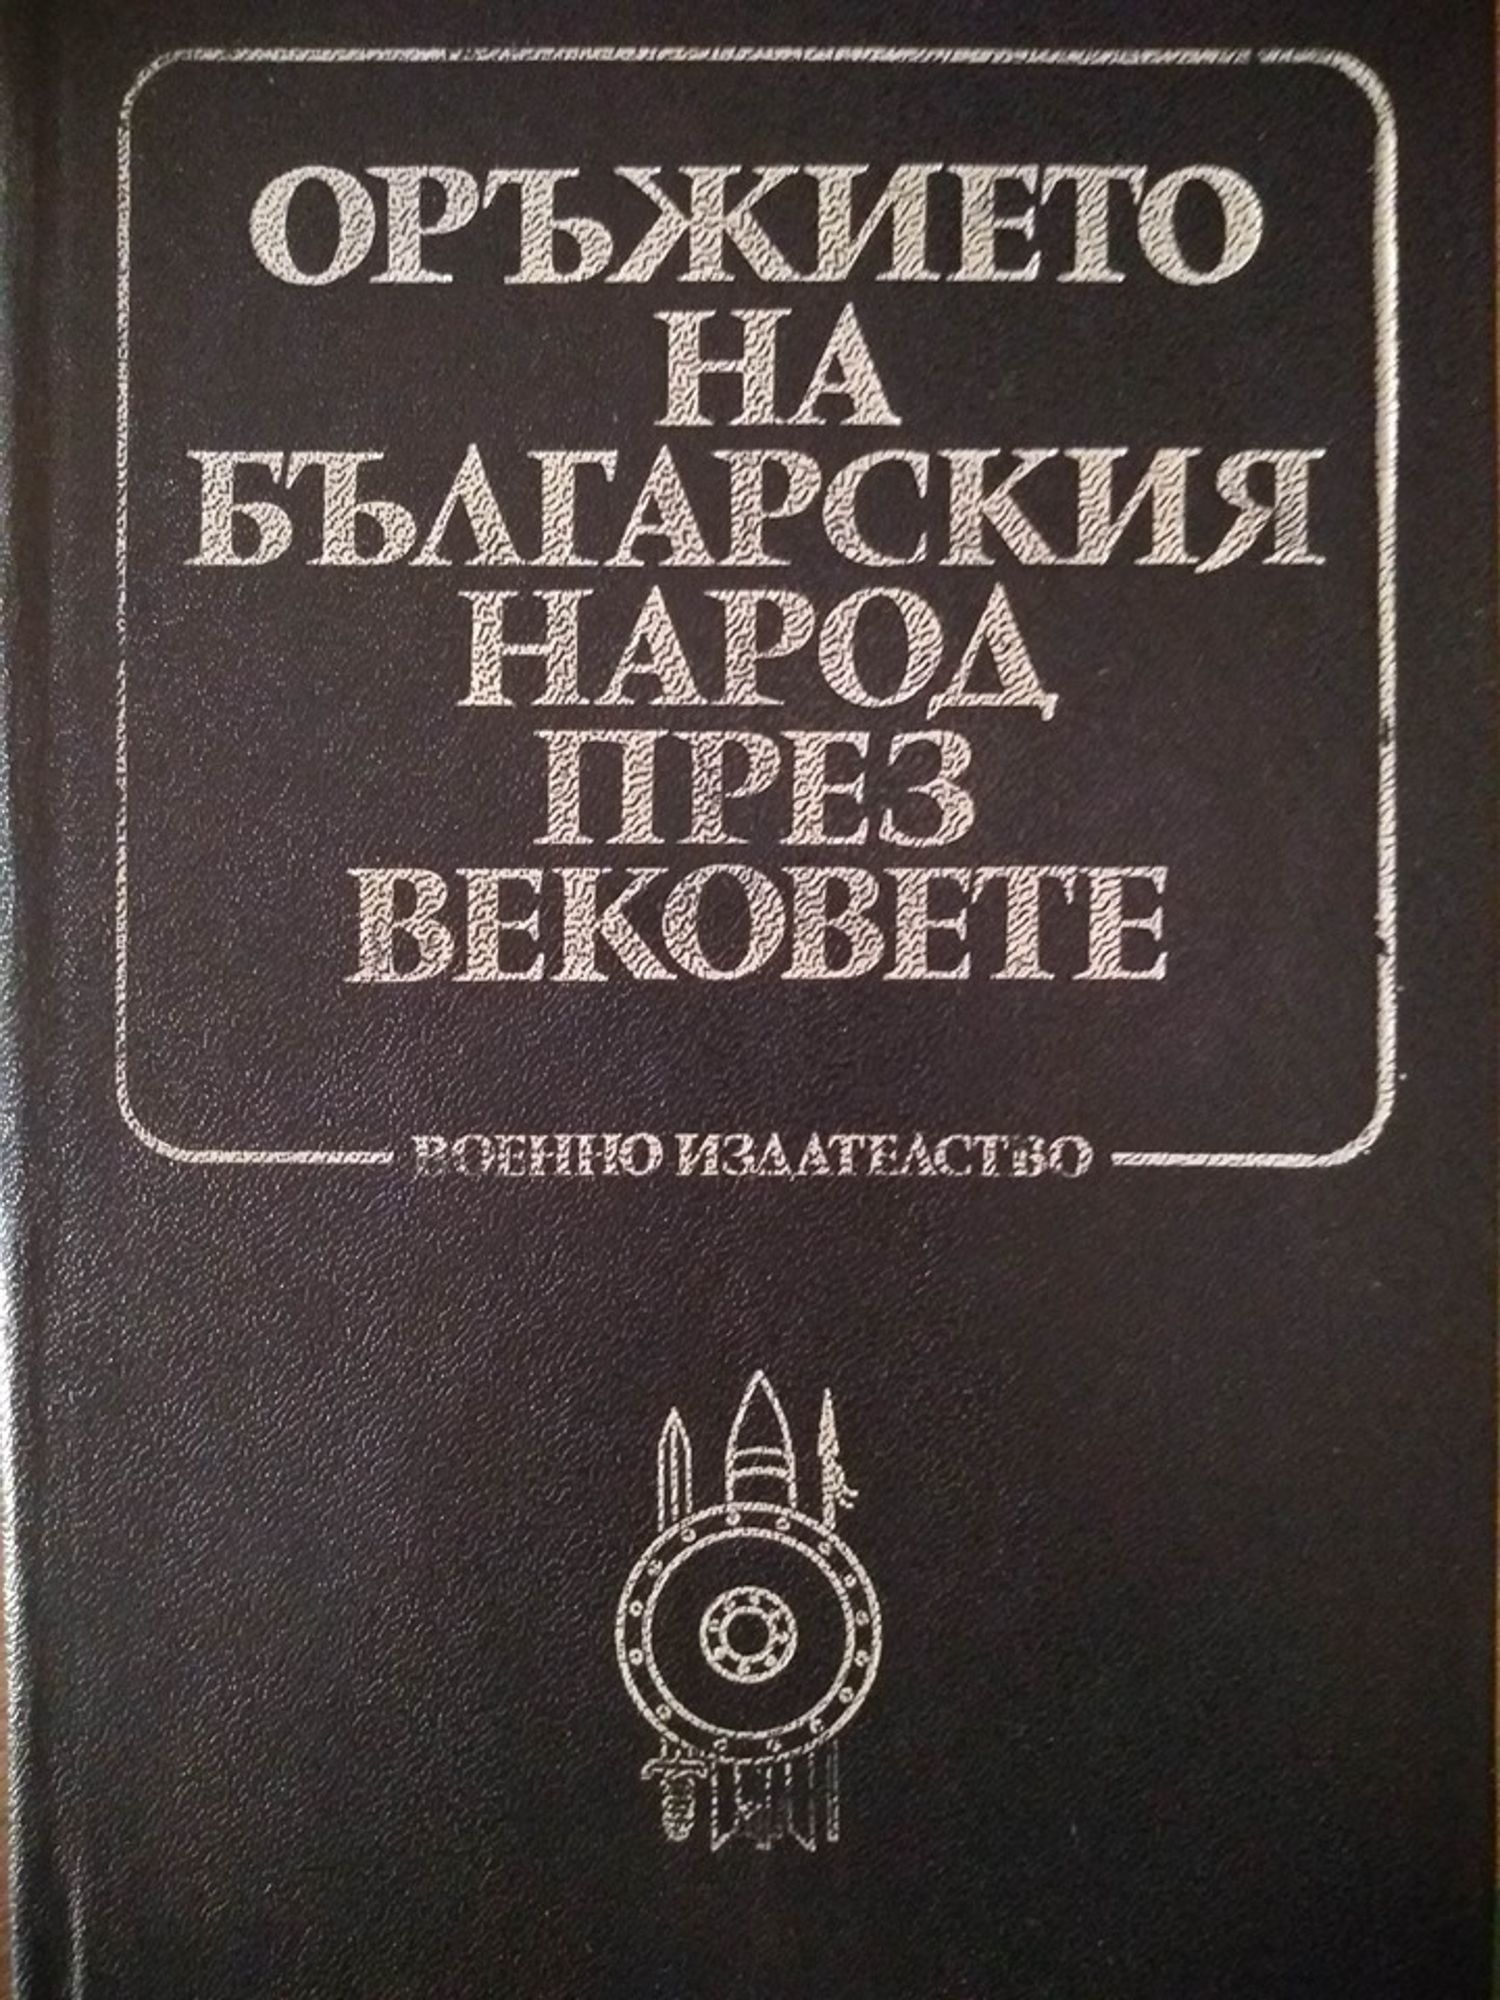 ОРЪЖИЕТО
НА
БЪЛГАРСКИЯ
НАРОД
ПРЕЗ
ВЕКОВЕТЕ
ВОЕННО ИЗДАТЕЛСТВО